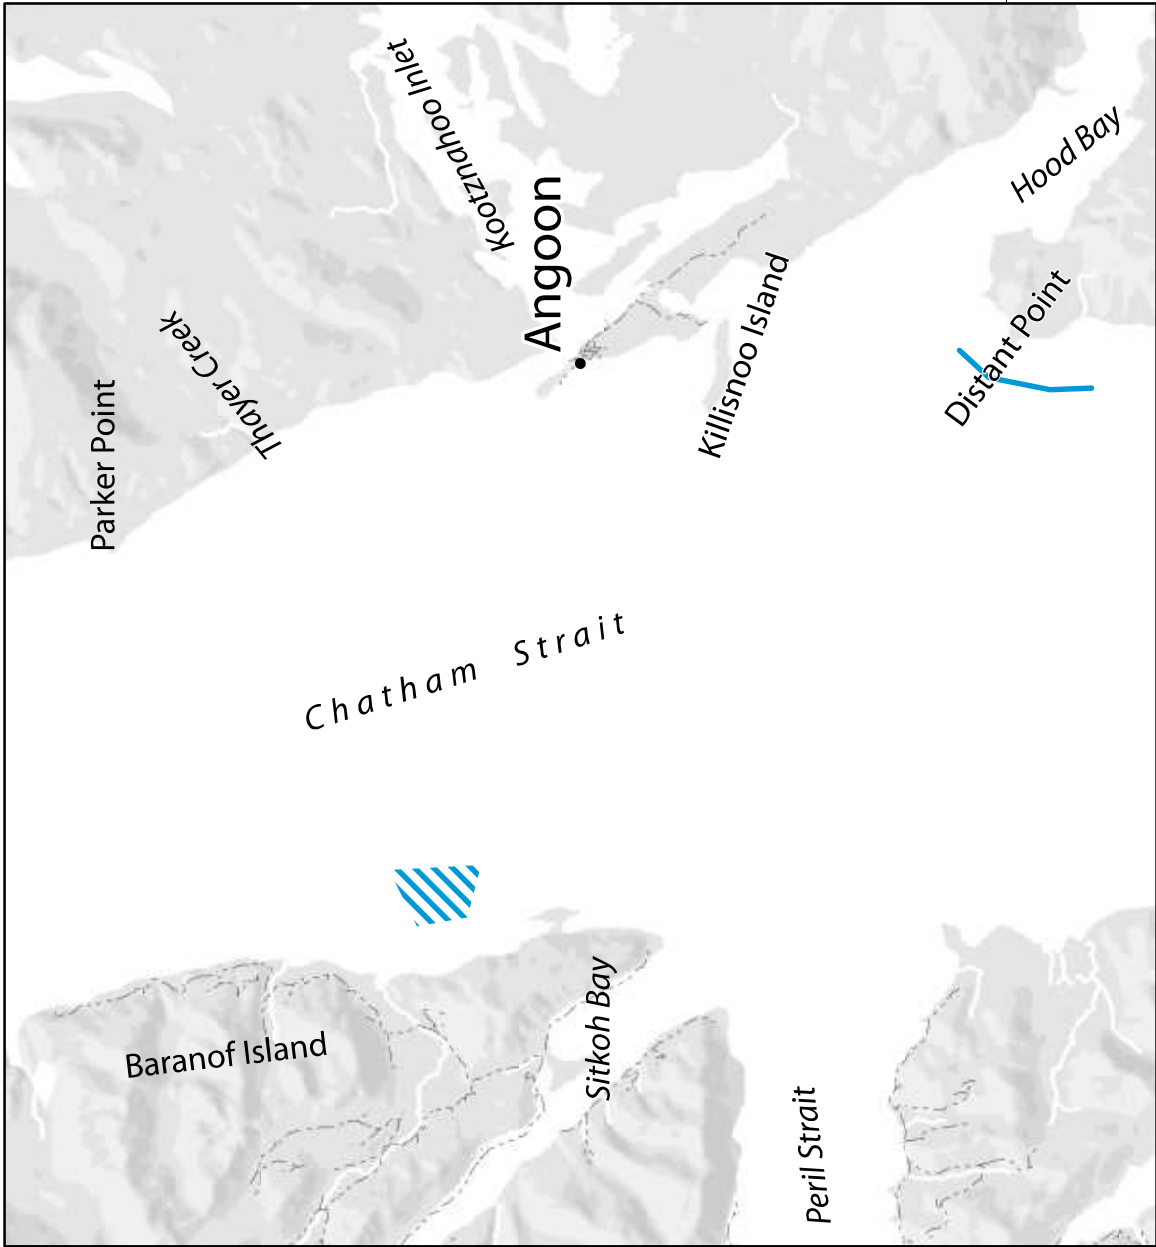 Kootznahoo Inlet
Hood Bay
Angoon
Killisnoo Island
Distant Point
Thayer Creek
Parker Point
Chatham Strait
Sitkoh Bay
Baranof Island
Peril Strait